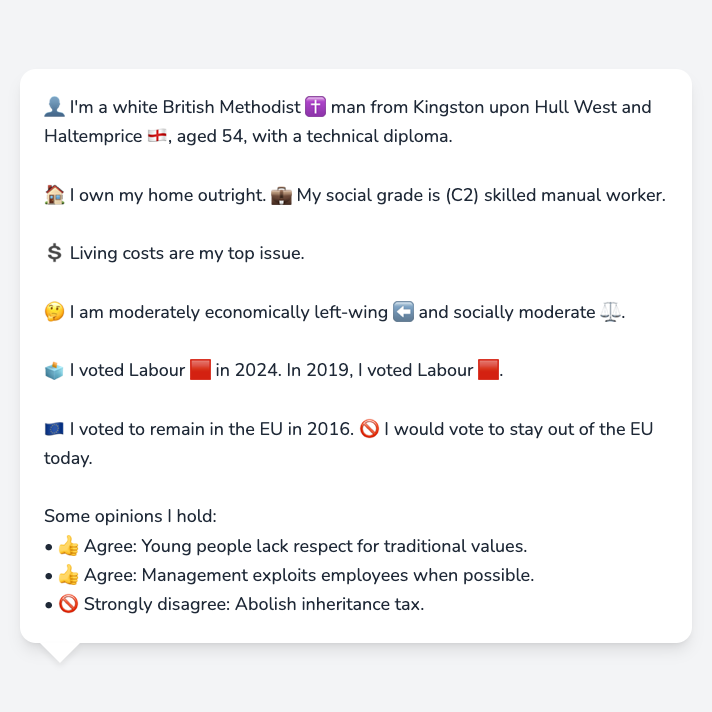 👤 I'm a white British Methodist ✝️ man from Kingston upon Hull West and
Haltemprice 🏴󠁧󠁢󠁥󠁮󠁧󠁿, aged 54, with a technical diploma.
🏠 I own my home outright. 💼 My social grade is (C2) skilled manual worker.
💲 Living costs are my top issue.
🤔 I am moderately economically left-wing ⬅️ and socially moderate ⚖️.
🗳️ I voted Labour 🟥 in 2024. In 2019, I voted Labour 🟥.
🇪🇺 I voted to remain in the EU in 2016. 🚫 I would vote to stay out of the EU
today.
Some opinions I hold:
• 👍 Agree: Young people lack respect for traditional values.
• 👍 Agree: Management exploits employees when possible.
• 🚫 Strongly disagree: Abolish inheritance tax.